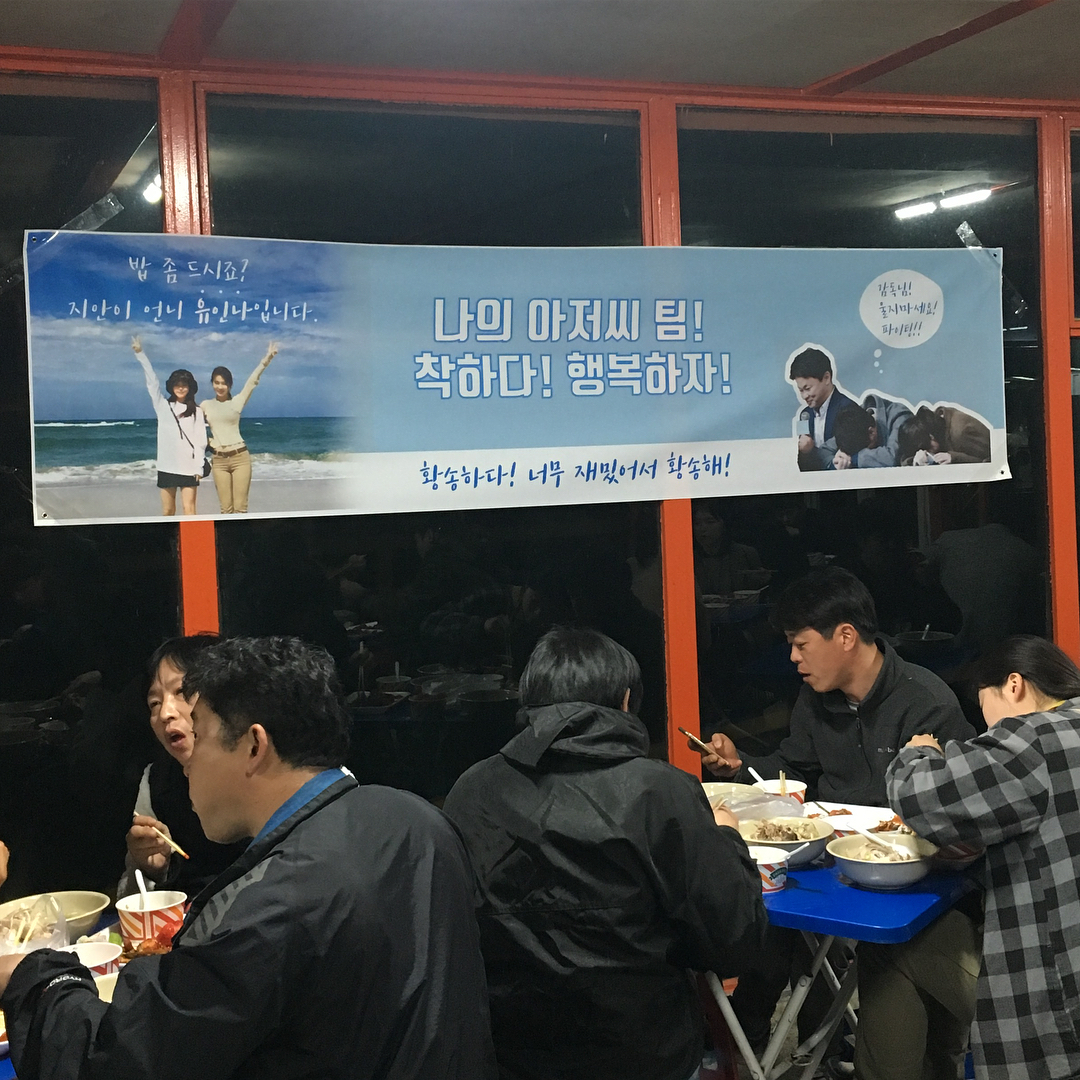 밥 좀 드시죠?
지안이 언니 유인나입니다.
나의 아저씨 팀!
착하다! 행복하자!
황송하다! 너무 재밌어서 황송해!
감독님!
울지마세요!
파이팅!!